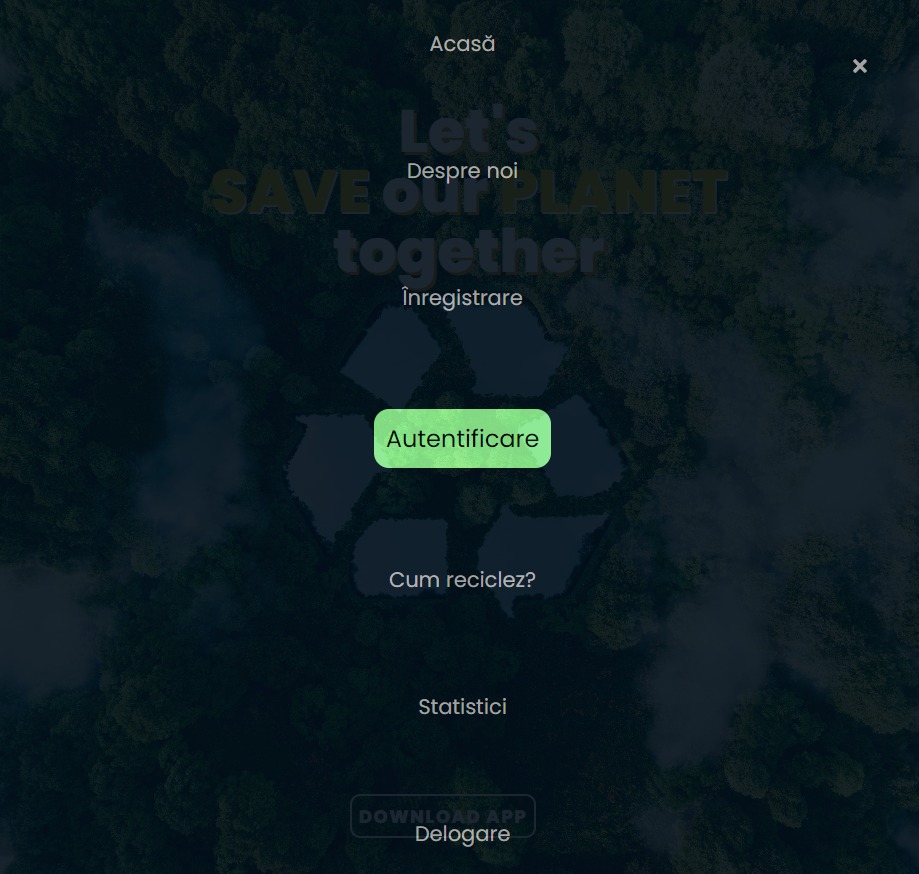 Acasă
Let's
Despre noi
SAVE our PLANET
together
Înregistrare
Autentificare
Cum reciclez?
Statistici
DOWNLOAD APP
Delogare